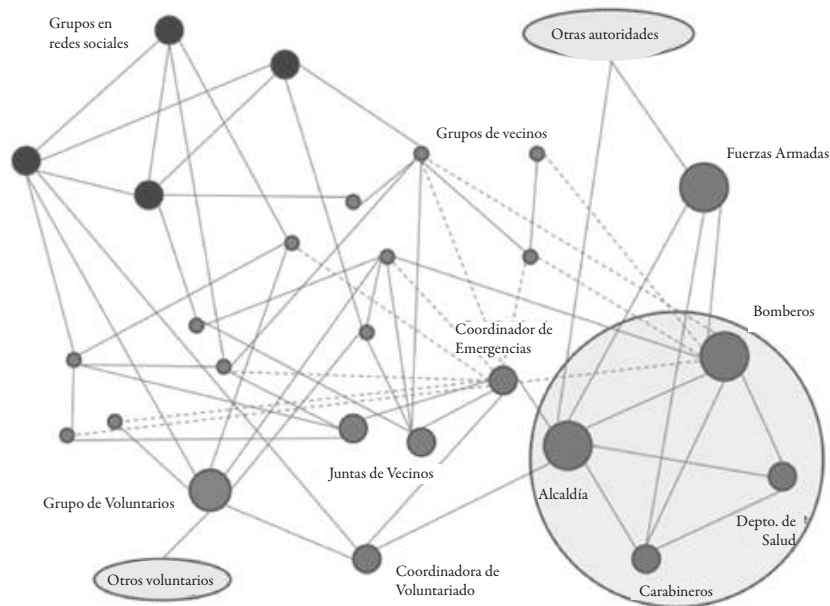 Grupos en
redes sociales
Otras autoridades
Grupos de vecinos
Fuerzas Armadas
Bomberos
Coordinador de
Emergencias
Juntas de Vecinos
Grupo de Voluntarios
Alcaldía
Depto. de
Salud
Otros voluntarios
Coordinadora de
Voluntariado
Carabineros